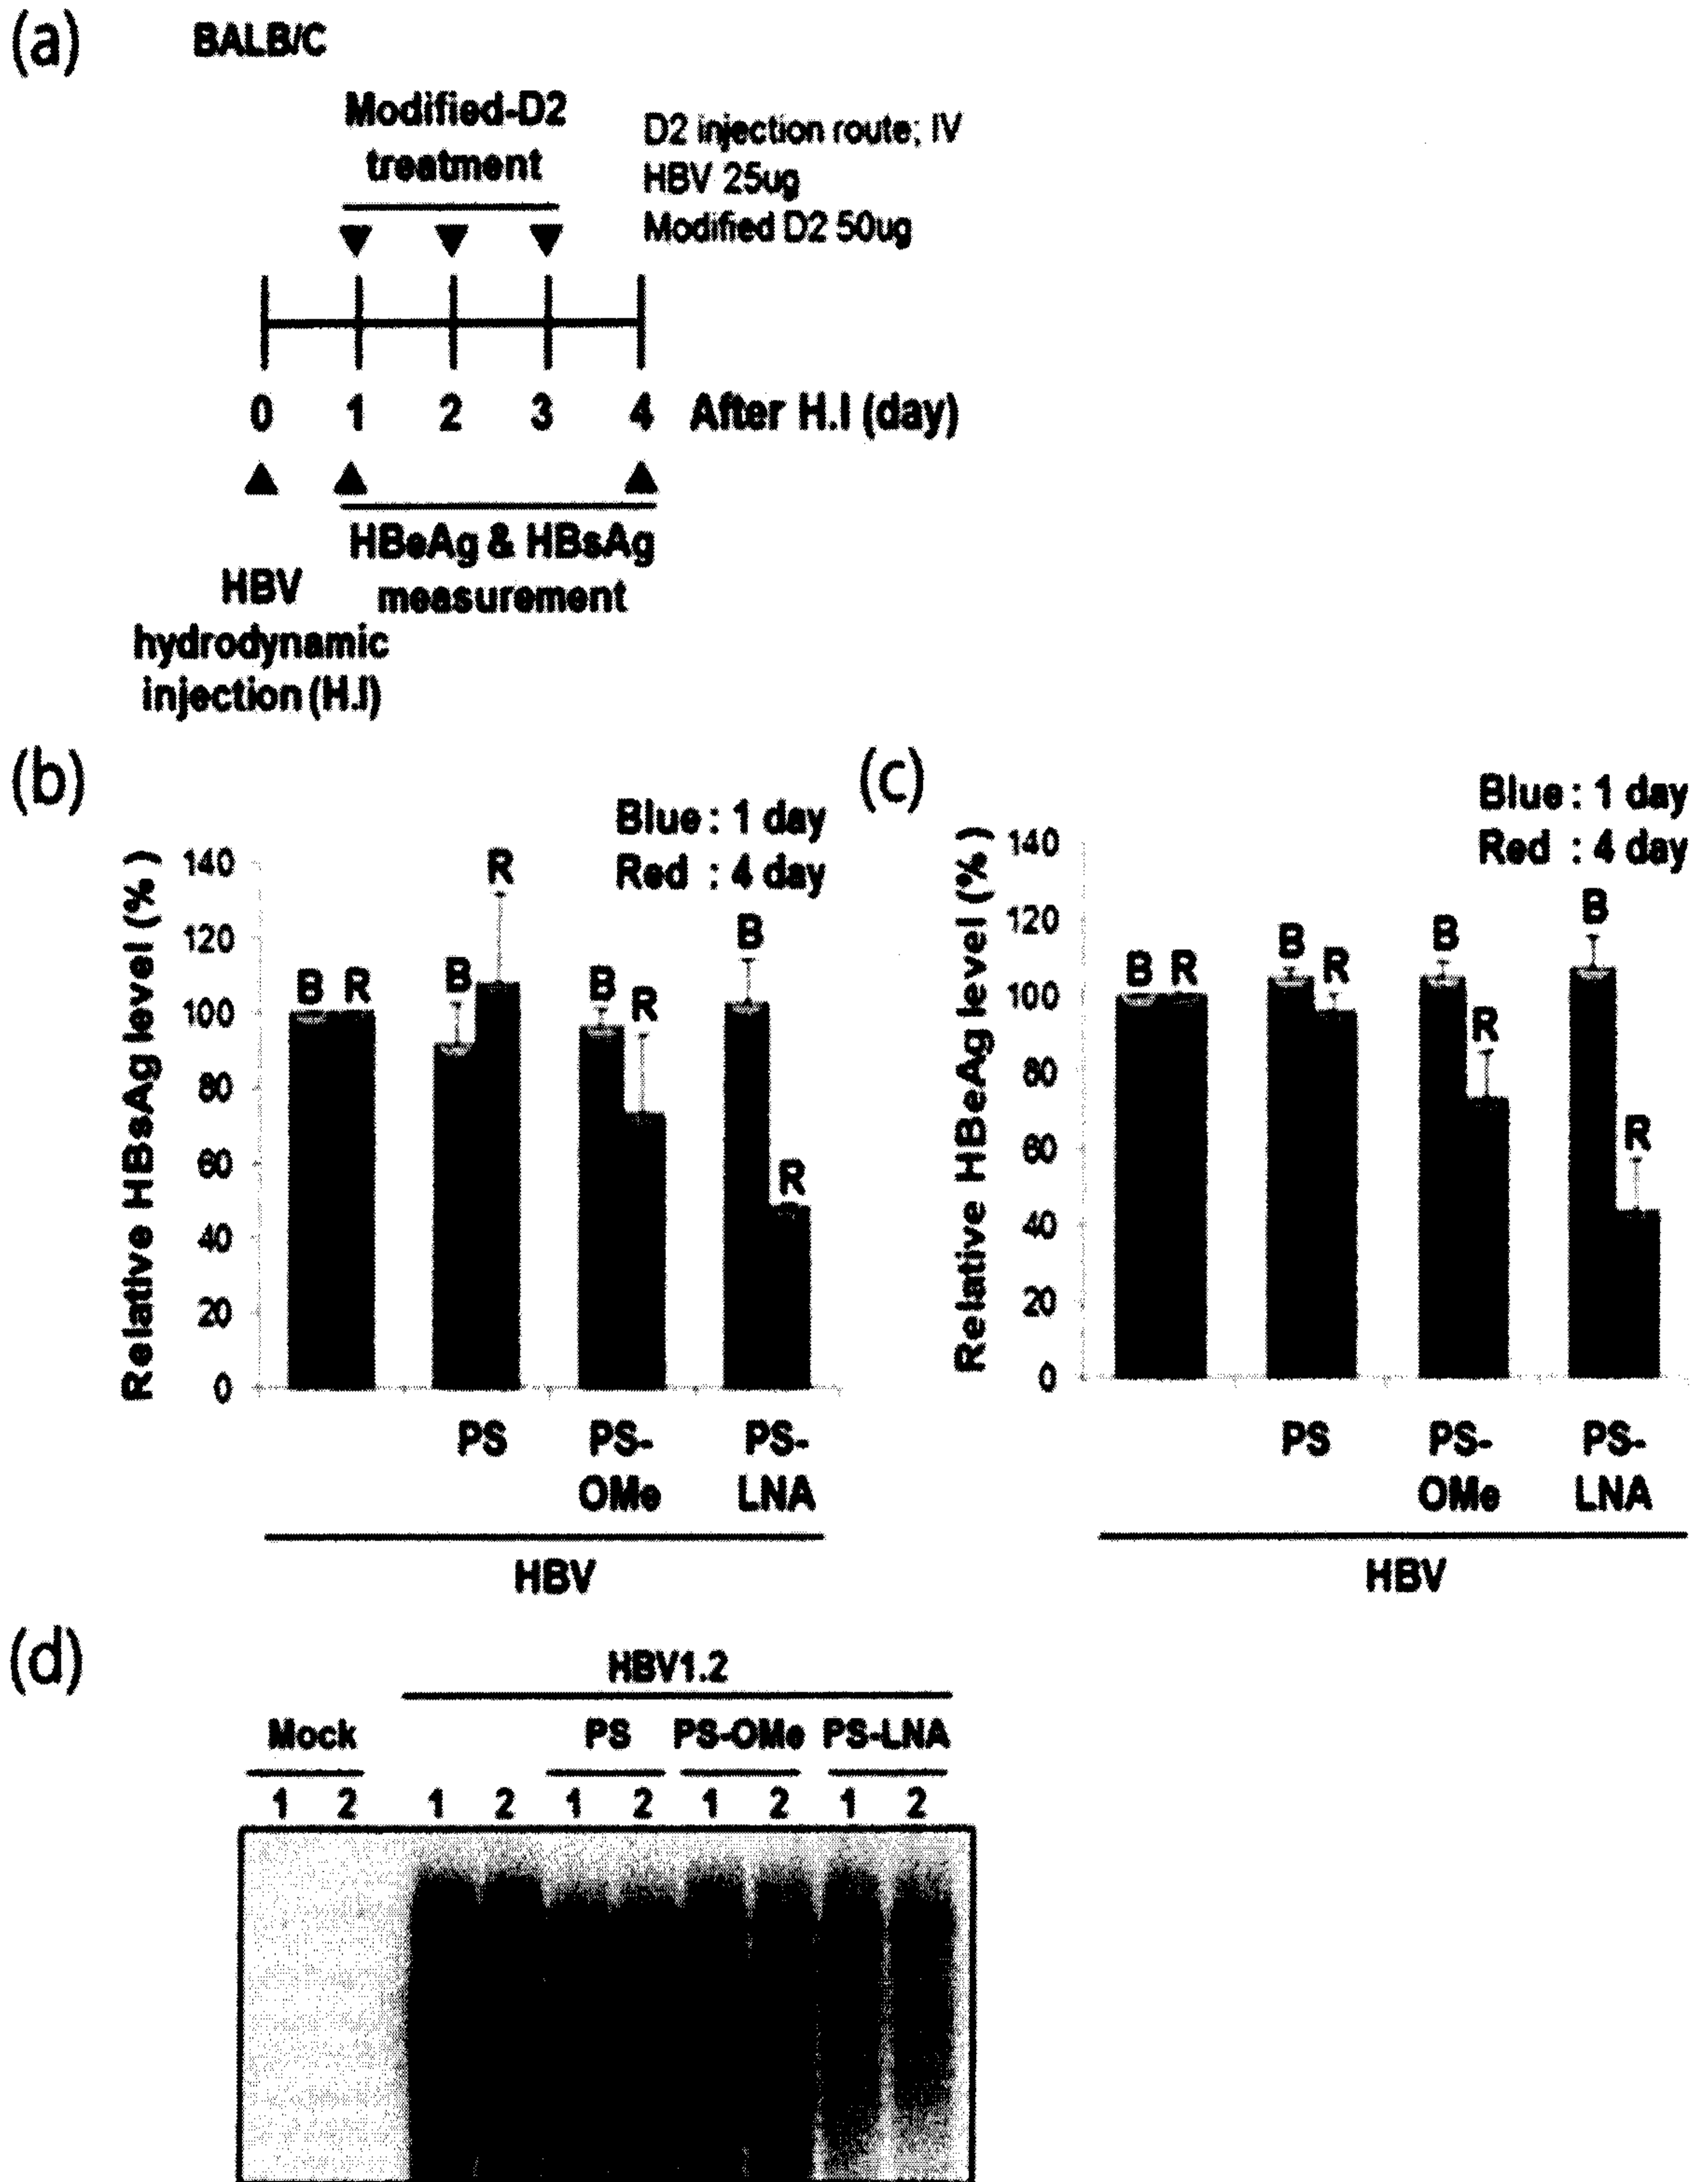 (a)
BALB/C
Modified-D2
treatment
D2 injection route; IV
HBV 25ug
Modified D2 50ug
0 1 2 3 4 After H.I (day)
HBeAg & HBsAg
measurement
HBV
hydrodynamic
injection (H.I)
(b)
Blue : 1 day
Red : 4 day
Relative HBsAg level (%)
140
120
100
80
60
40
20
0
B R B R B R B R
PS PS-OMe PS-LNA
HBV
(c)
Blue : 1 day
Red : 4 day
Relative HBeAg level (%)
140
120
100
80
60
40
20
0
B R B R B R B R
PS PS-OMe PS-LNA
HBV
(d)
HBV1.2
Mock PS PS-OMe PS-LNA
1 2 1 2 1 2 1 2 1 2